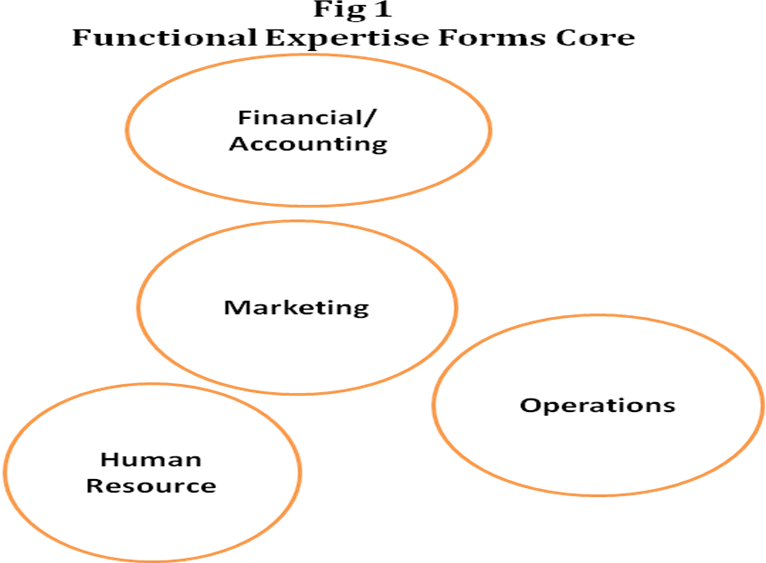 Fig 1
Functional Expertise Forms Core
Financial/
Accounting
Marketing
Operations
Human
Resource